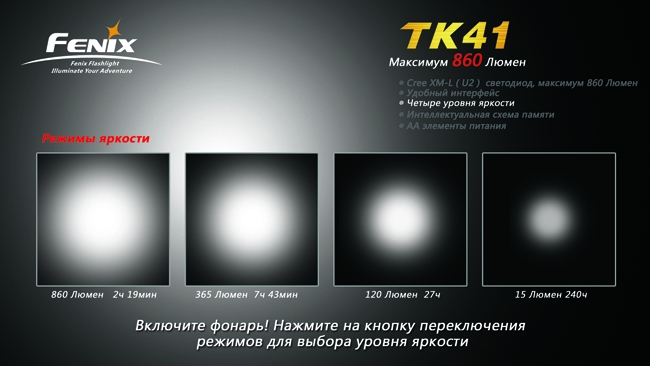 FENIX
Fenix Flashlight
Illuminate Your Adventure
TK41
Максимум 860 Люмен
Cree XM-L ( U2 ) светодиод, максимум 860 Люмен
Удобный интерфейс
Четыре уровня яркости
Интеллектуальная схема памяти
АА элементы питания
Режимы яркости
860 Люмен 2ч 19мин
365 Люмен 7ч 43мин
120 Люмен 27ч
15 Люмен 240ч
Включите фонарь! Нажмите на кнопку переключения
режимов для выбора уровня яркости